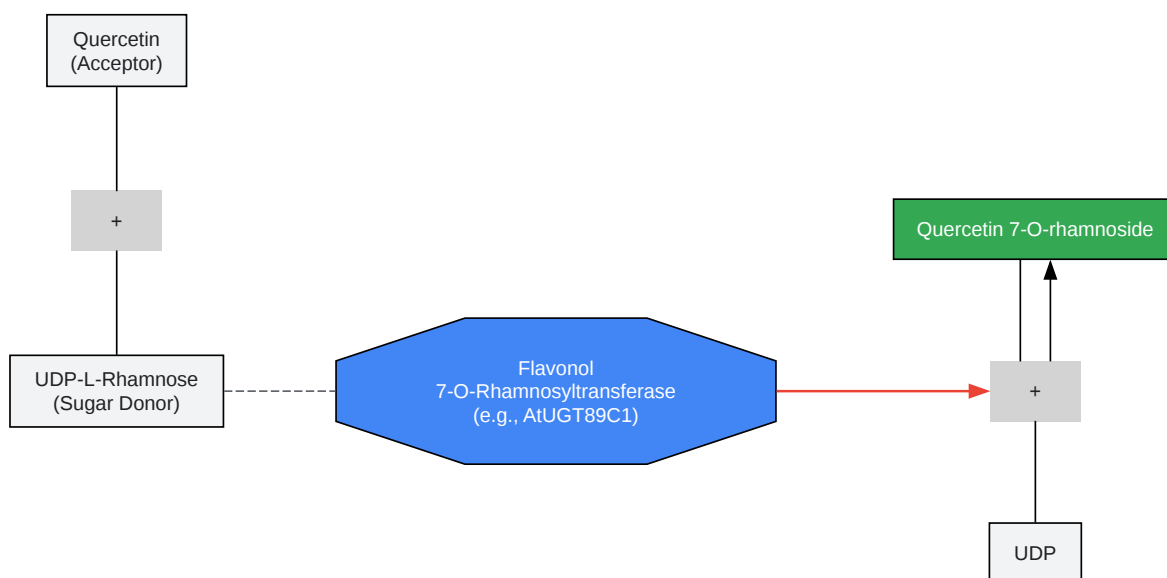 Quercetin
(Acceptor)
+
UDP-L-Rhamnose
(Sugar Donor)
Flavonol
7-O-Rhamnosyltransferase
(e.g., AtUGT89C1)
Quercetin 7-O-rhamnoside
+
UDP